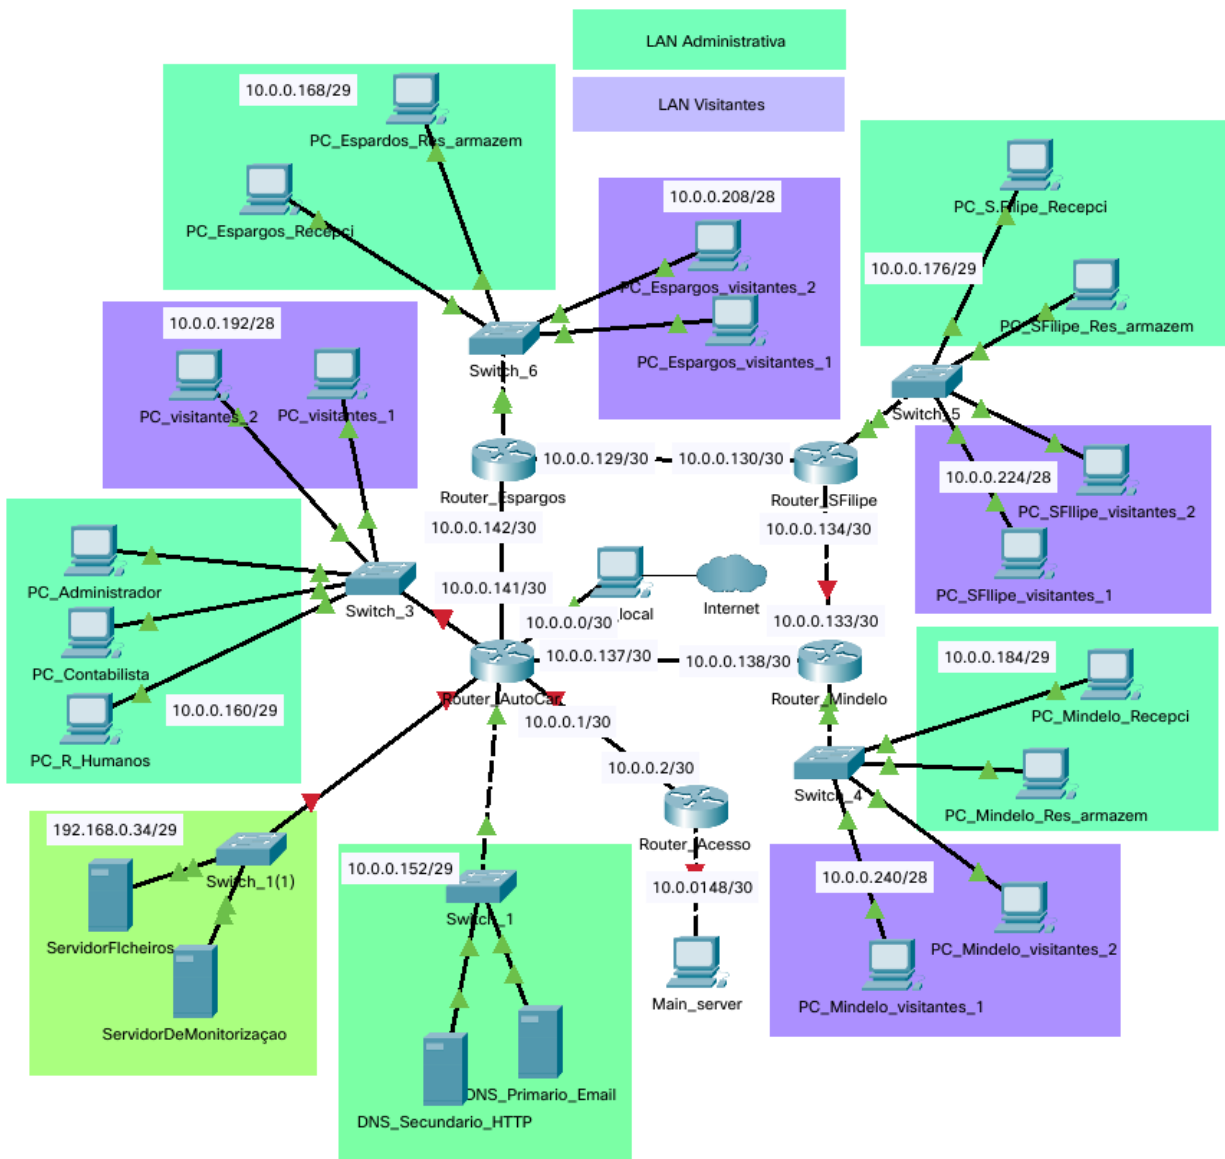 LAN Administrativa
10.0.0.168/29
LAN Visitantes
PC_Espardos_Res_armazem
10.0.0.208/28
PC_S.Filipe_Recepci
PC_Espargos_Recepci
10.0.0.176/29
PC_Espargos_visitantes_2
10.0.0.192/28
PC_SFilipe_Res_armazem
PC_Espargos_visitantes_1
Switch_6
PC_visitantes_2
PC_visitantes_1
Switch_5
10.0.0.129/30
10.0.0.130/30
Router_Espargos
Router_SFilipe
10.0.0.224/28
PC_SFIlipe_visitantes_2
10.0.0.142/30
10.0.0.134/30
PC_Administrador
10.0.0.141/30
Switch_3
local
Internet
PC_SFIlipe_visitantes_1
10.0.0.0/30
10.0.0.133/30
10.0.0.137/30
10.0.0.138/30
10.0.0.184/29
PC_Contabilista
Router_AutoCar
Router_Mindelo
10.0.0.160/29
10.0.0.1/30
PC_Mindelo_Recepci
PC_R_Humanos
10.0.0.2/30
Switch_4
PC_Mindelo_Res_armazem
192.168.0.34/29
Router_Acesso
10.0.0.152/29
10.0.0148/30
10.0.0.240/28
Switch_1(1)
Switch_1
ServidorFIcheiros
PC_Mindelo_visitantes_2
Main_server
PC_Mindelo_visitantes_1
ServidorDeMonitorizaçao
DNS_Primario_Email
DNS_Secundario_HTTP